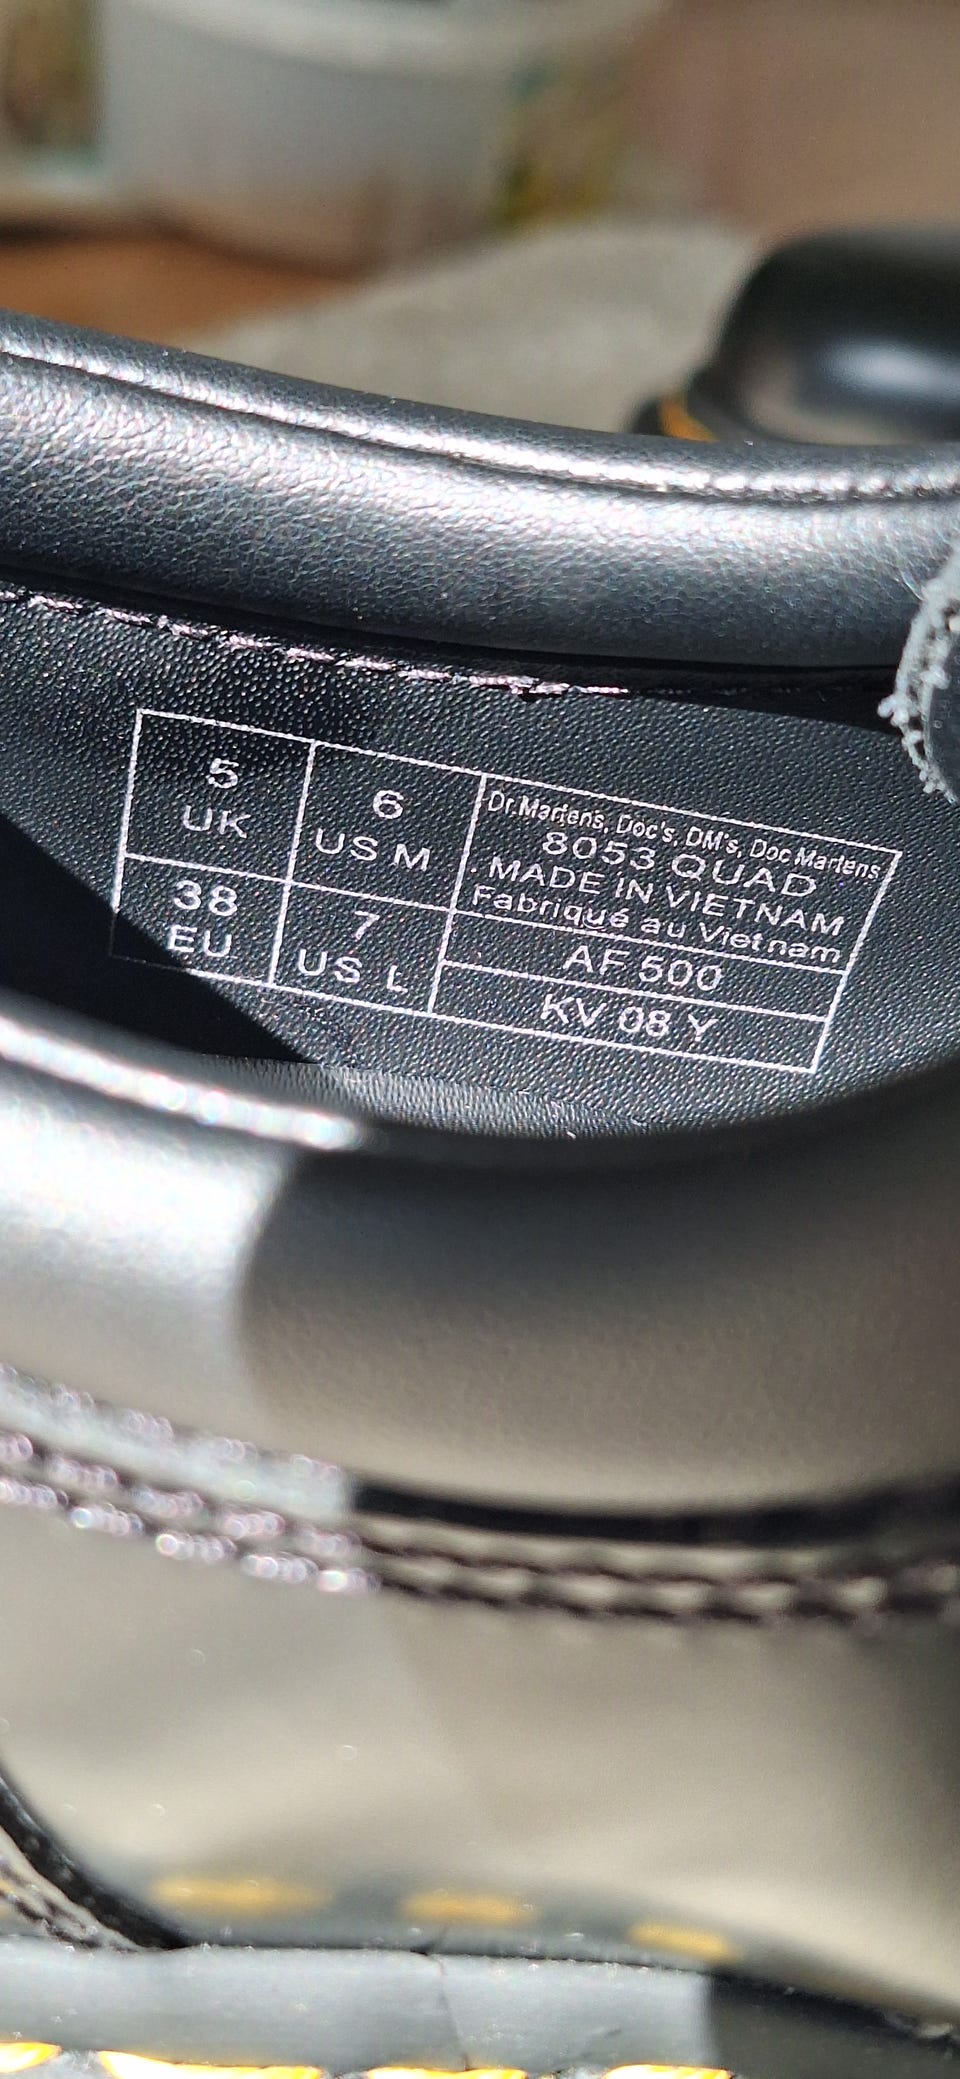 5
UK
6
US M
38
EU
7
US L
Dr.Martens, Doc's, DM's, Doc Martens
8053 QUAD
MADE IN VIETNAM
Fabriqué au Vietnam
AF 500
KV 08 Y